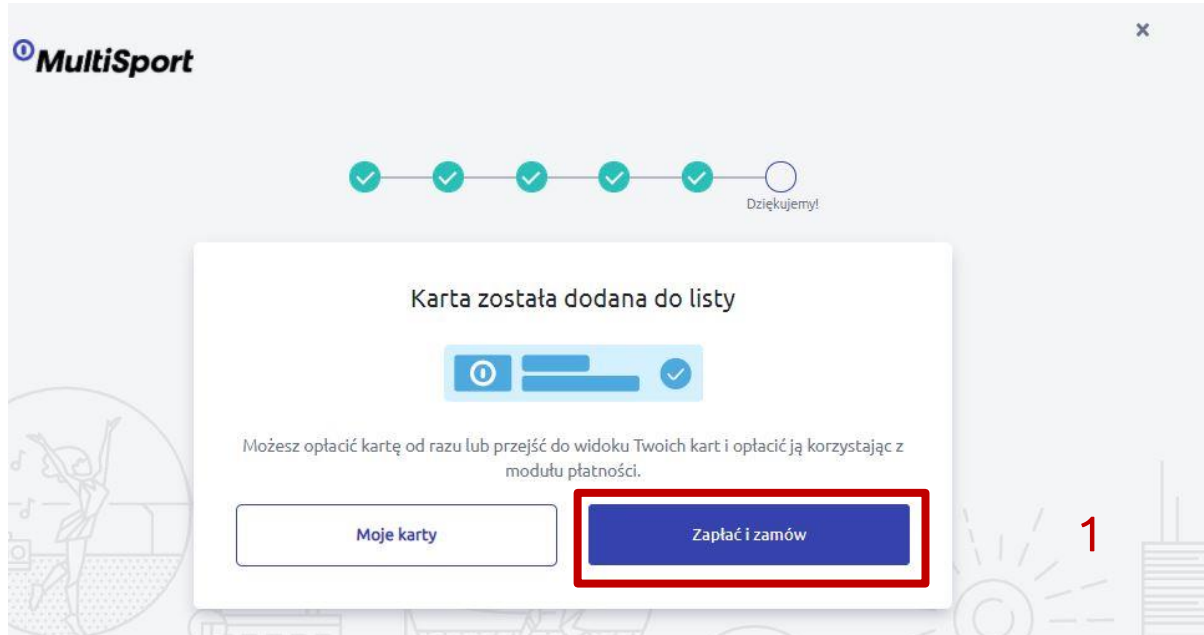 ×
MultiSport
Dziękujemy!
Karta została dodana do listy
Możesz opłacić kartę od razu lub przejść do widoku Twoich kart i opłacić ją korzystając z
modułu płatności.
Moje karty
Zapłać i zamów
1